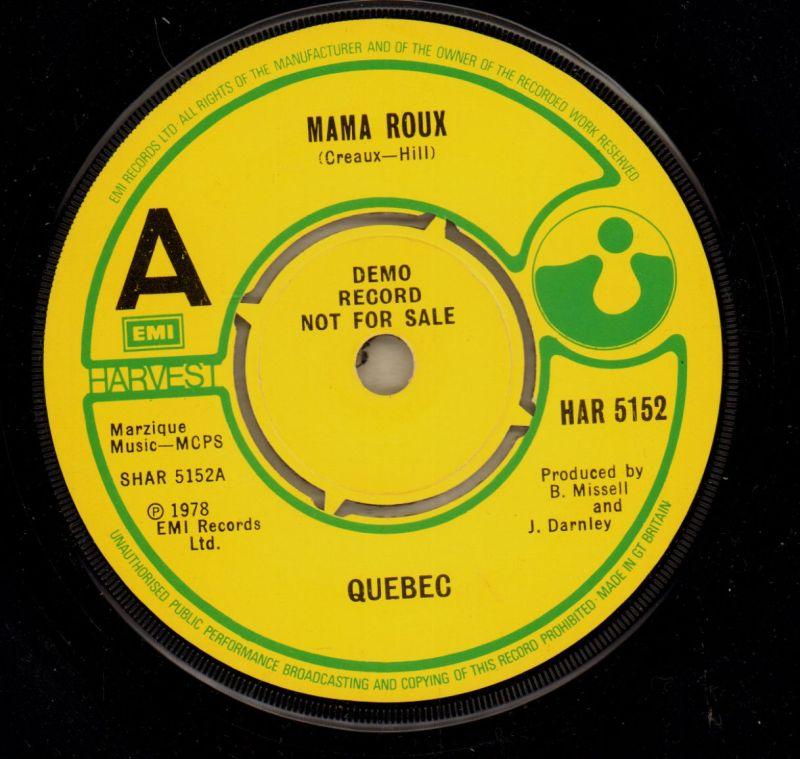 EMI RECORDS LTD·ALL RIGHTS OF THE MANUFACTURER AND OF THE OWNER OF THE RECORDED WORK RESERVED
MAMA ROUX
(Creaux—Hill)
A
EMI
HARVEST
DEMO
RECORD
NOT FOR SALE
HAR 5152
Marzique
Music—MCPS
SHAR 5152A
℗ 1978
EMI Records
Ltd.
Produced by
B. Missell
and
J. Darnley
QUEBEC
UNAUTHORISED PUBLIC PERFORMANCE BROADCASTING AND COPYING OF THIS RECORD PROHIBITED·MADE IN GT BRITAIN